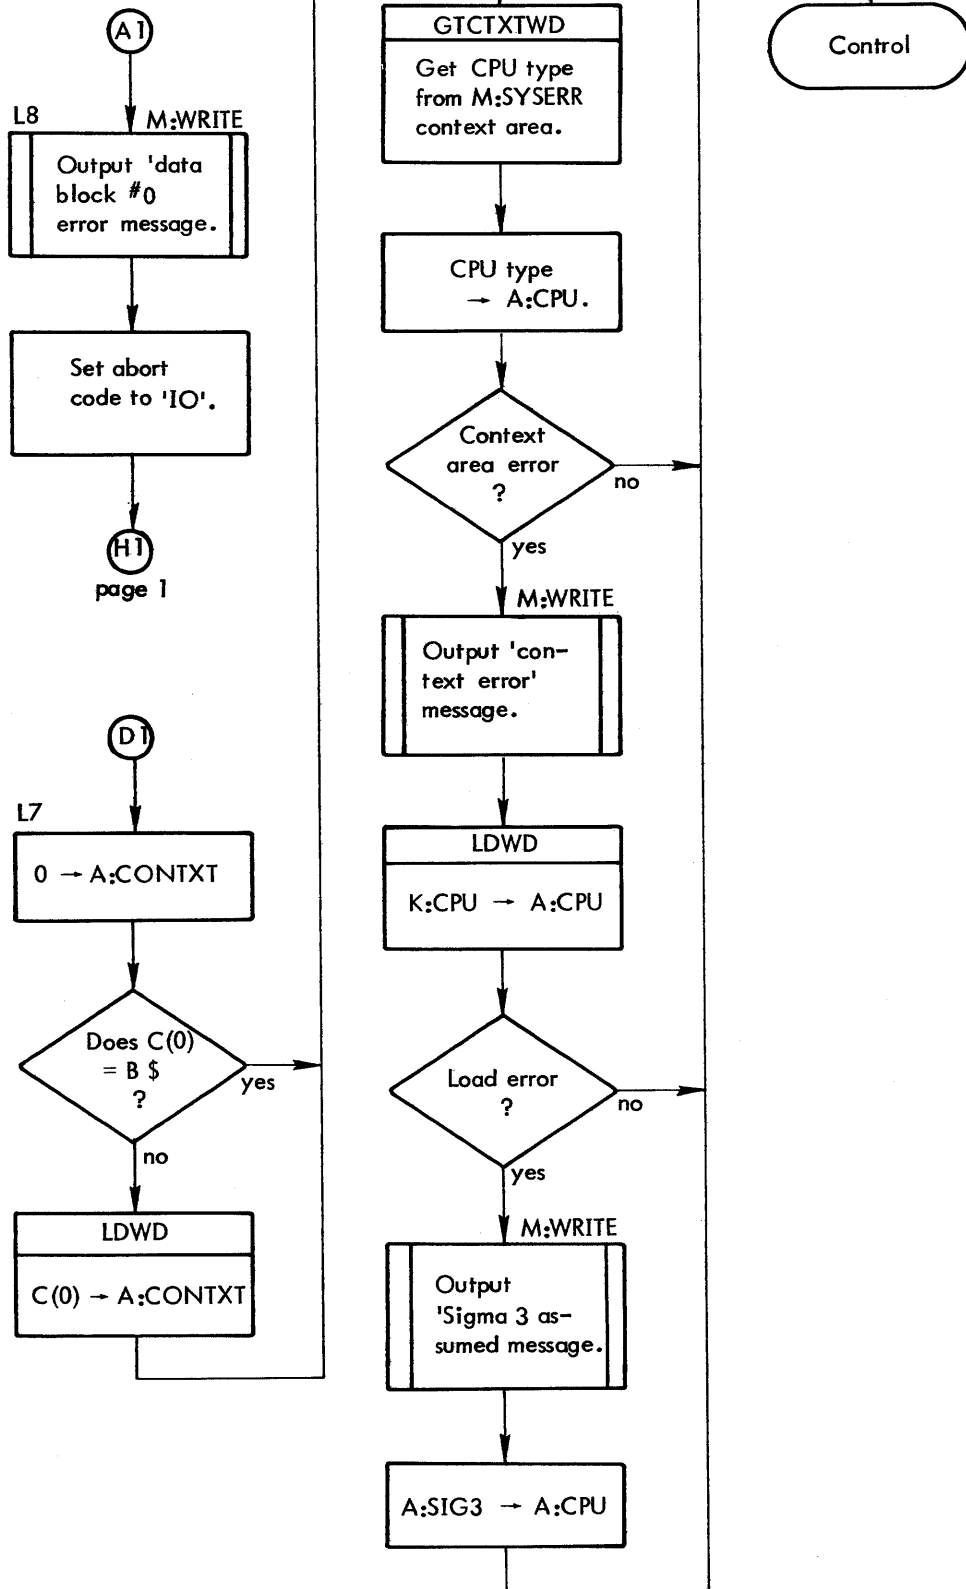 A1
L8
M:WRITE
Output 'data
block #0
error message.
Set abort
code to 'IO'.
H1
page 1
D1
L7
0 → A:CONTXT
Does C(0)
= B $
?
yes
no
LDWD
C(0) → A:CONTXT
GTCTXTWD
Get CPU type
from M:SYSERR
context area.
CPU type
→ A:CPU.
Context
area error
?
no
yes
M:WRITE
Output 'con-
text error'
message.
LDWD
K:CPU → A:CPU
Load error
?
no
yes
M:WRITE
Output
'Sigma 3 as-
sumed message.
A:SIG3 → A:CPU
Control